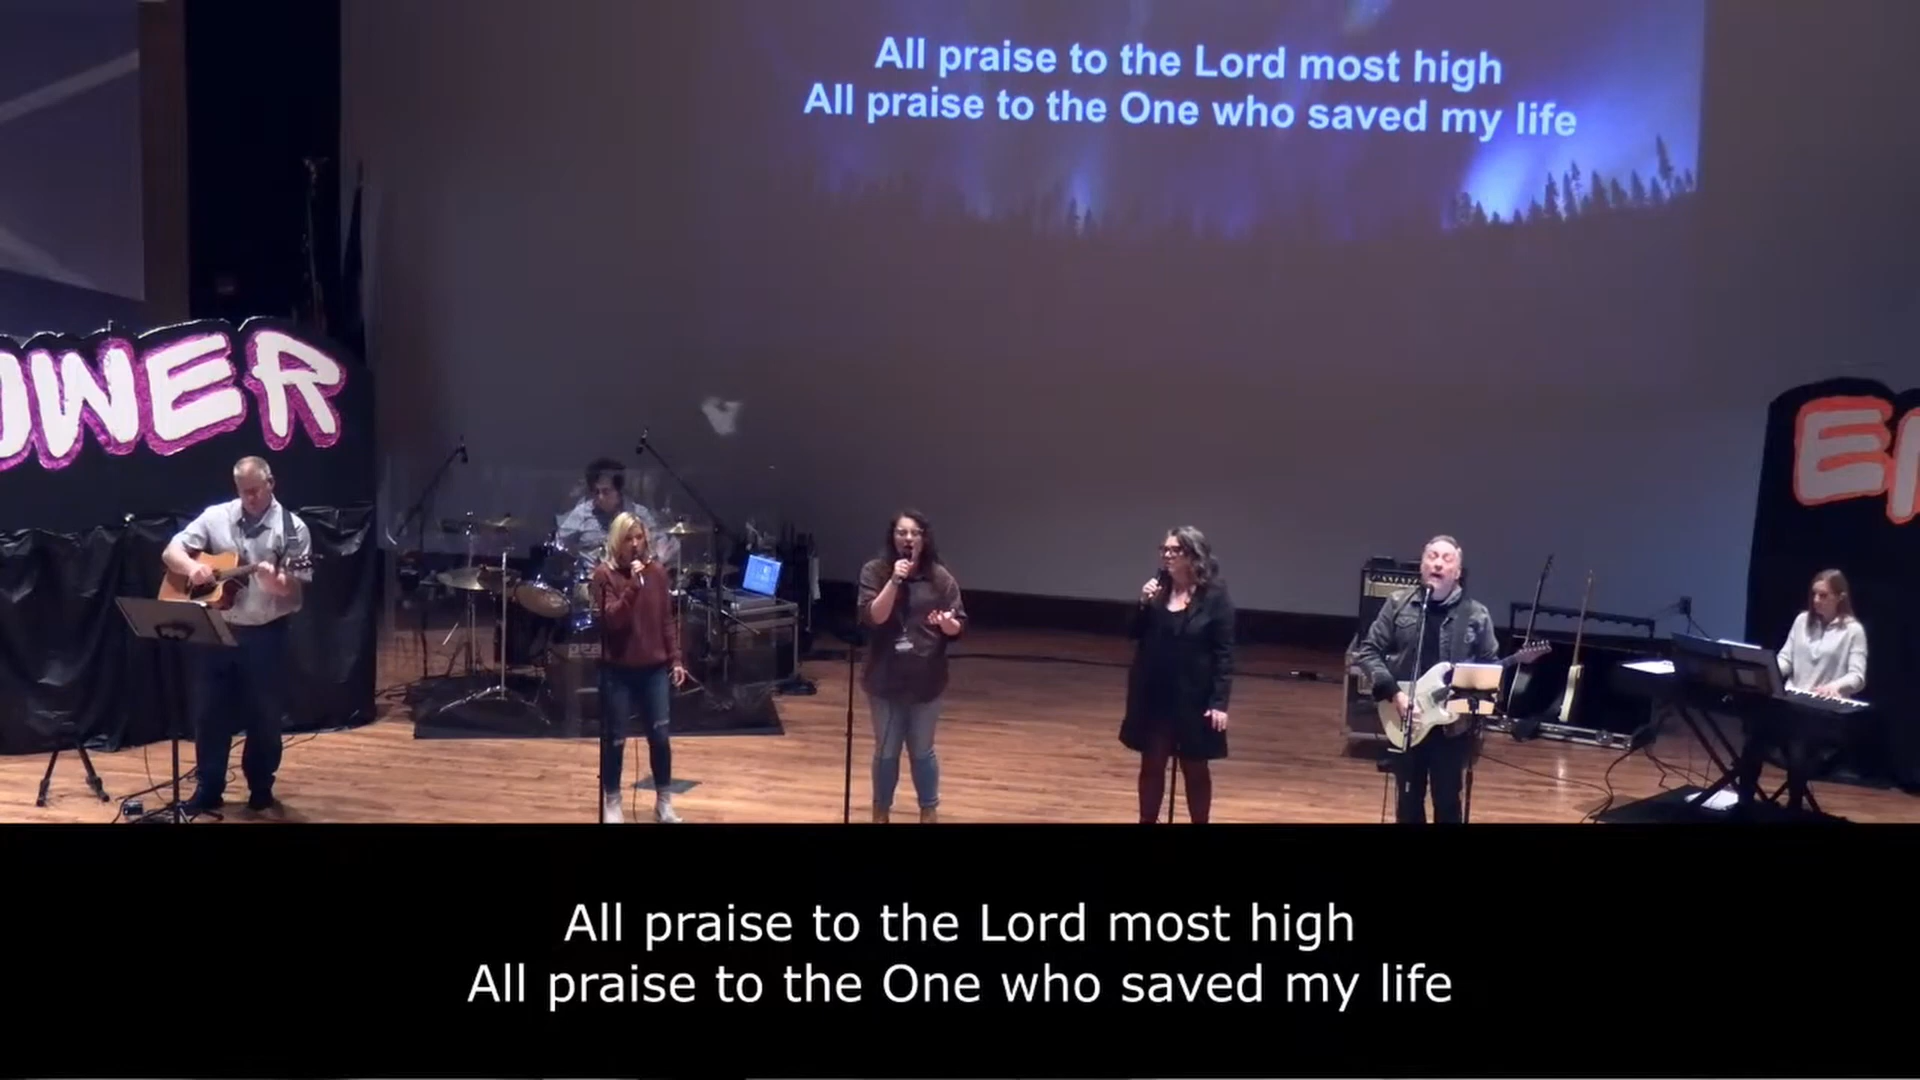 All praise to the Lord most high
All praise to the One who saved my life
OWER
E
All praise to the Lord most high
All praise to the One who saved my life